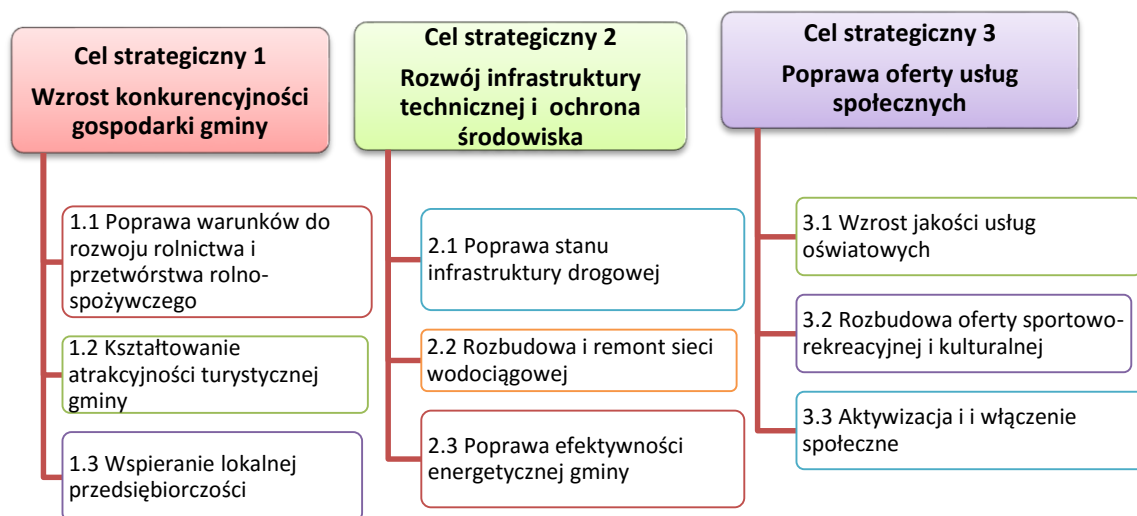 Cel strategiczny 1
Wzrost konkurencyjności
gospodarki gminy
1.1 Poprawa warunków do
rozwoju rolnictwa i
przetwórstwa rolno-
spożywczego
1.2 Kształtowanie
atrakcyjności turystycznej
gminy
1.3 Wspieranie lokalnej
przedsiębiorczości
Cel strategiczny 2
Rozwój infrastruktury
technicznej i ochrona
środowiska
2.1 Poprawa stanu
infrastruktury drogowej
2.2 Rozbudowa i remont sieci
wodociągowej
2.3 Poprawa efektywności
energetycznej gminy
Cel strategiczny 3
Poprawa oferty usług
społecznych
3.1 Wzrost jakości usług
oświatowych
3.2 Rozbudowa oferty sportowo-
rekreacyjnej i kulturalnej
3.3 Aktywizacja i i włączenie
społeczne